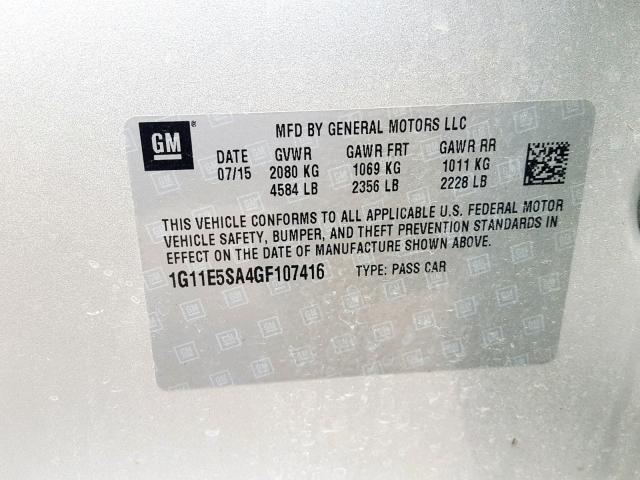 GM ®
MFD BY GENERAL MOTORS LLC
DATE GVWR GAWR FRT GAWR RR
07/15 2080 KG 1069 KG 1011 KG
4584 LB 2356 LB 2228 LB
THIS VEHICLE CONFORMS TO ALL APPLICABLE U.S. FEDERAL MOTOR
VEHICLE SAFETY, BUMPER, AND THEFT PREVENTION STANDARDS IN
EFFECT ON THE DATE OF MANUFACTURE SHOWN ABOVE.
1G11E5SA4GF107416 TYPE: PASS CAR